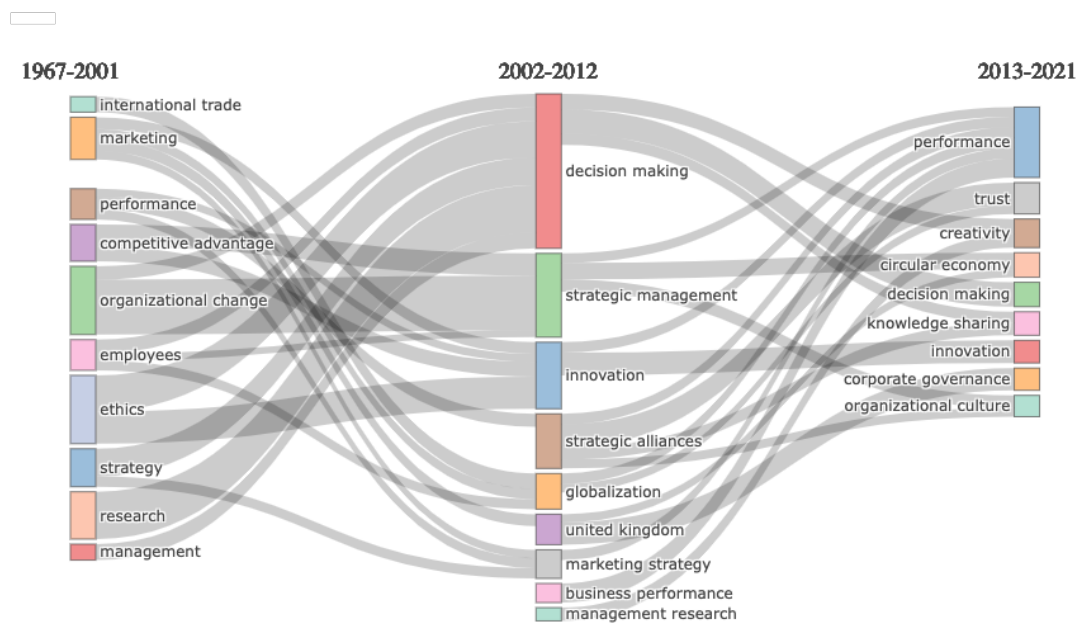 1967-2001
2002-2012
2013-2021
international trade
marketing
performance
competitive advantage
organizational change
employees
ethics
strategy
research
management
decision making
strategic management
innovation
strategic alliances
globalization
united kingdom
marketing strategy
business performance
management research
performance
trust
creativity
circular economy
decision making
knowledge sharing
innovation
corporate governance
organizational culture